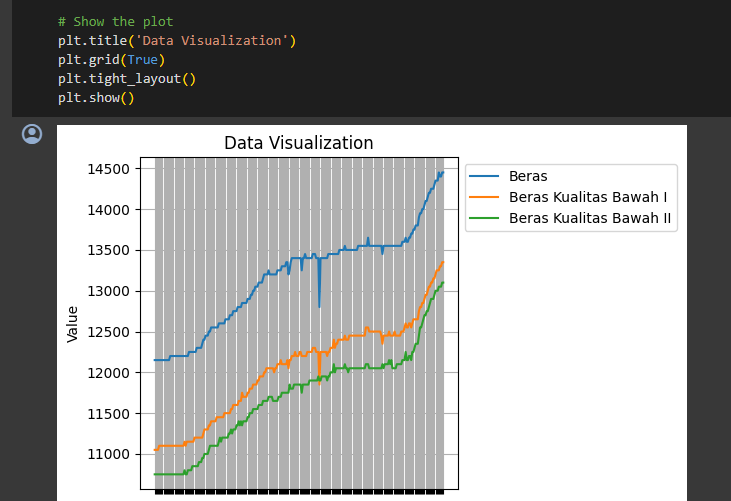 # Show the plot
plt.title('Data Visualization')
plt.grid(True)
plt.tight_layout()
plt.show()
Data Visualization
14500
14000
13500
13000
12500
12000
11500
11000
Value
Beras
Beras Kualitas Bawah I
Beras Kualitas Bawah II